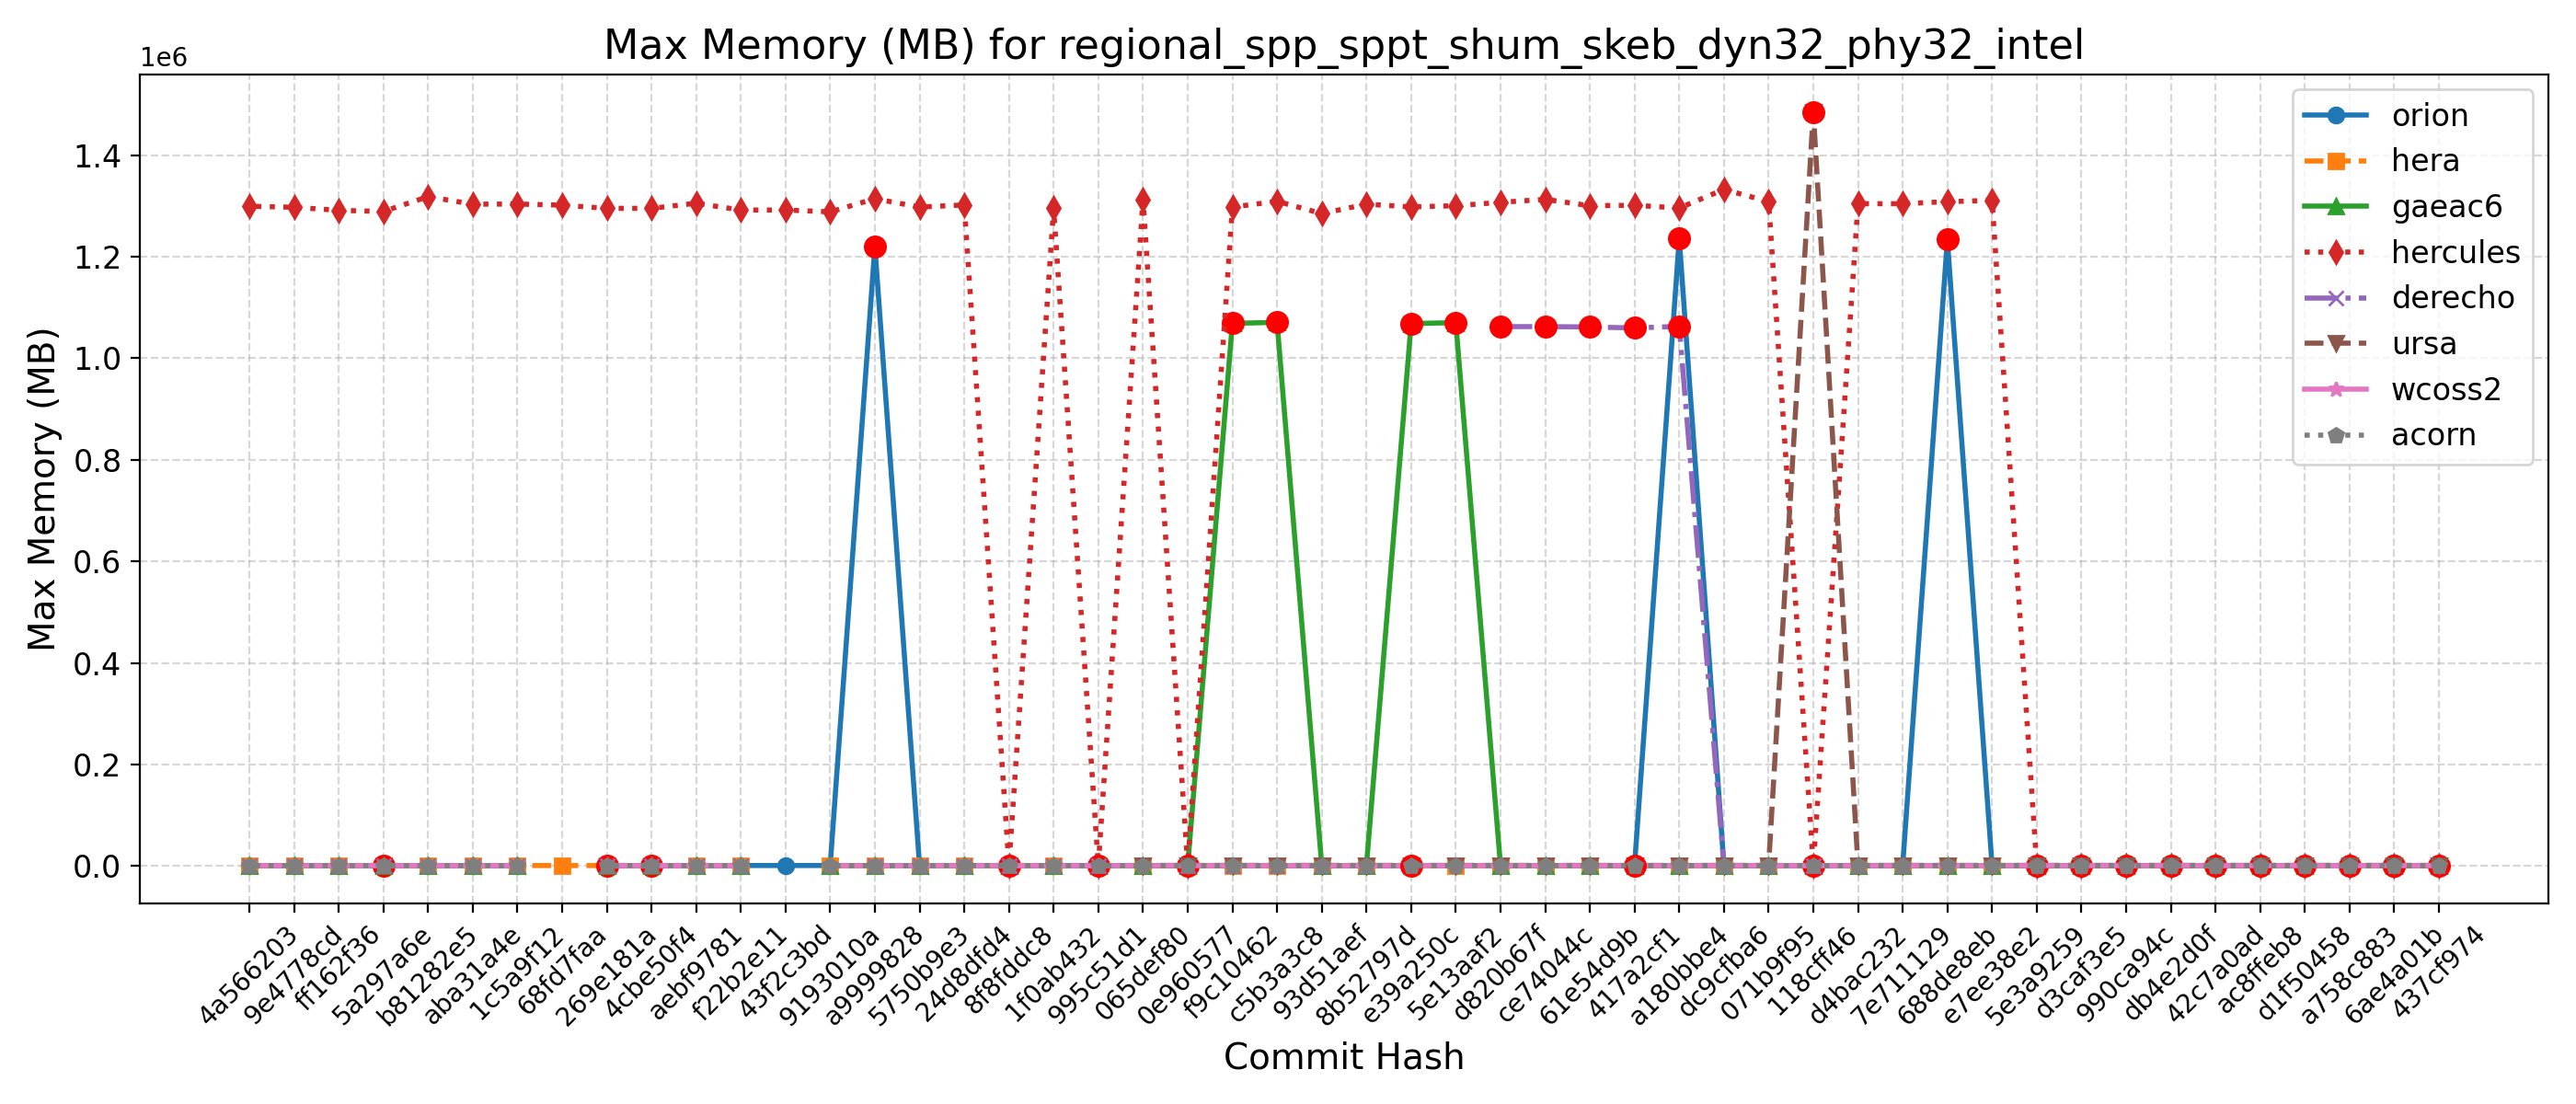 Max Memory (MB) for regional_spp_sppt_shum_skeb_dyn32_phy32_intel
1e6
Max Memory (MB)
1.4
1.2
1.0
0.8
0.6
0.4
0.2
0.0
orion
hera
gaeac6
hercules
derecho
ursa
wcoss2
acorn
4a566203
9e4778cd
ff162f36
5a297a6e
b81282e5
aba31a4e
1c5a9f12
68fd7faa
269e181a
4cbe50f4
aebf9781
f22b2e11
43f2c3bd
9193010a
a9999828
5750b9e3
24d8dfd4
8f8fddc8
1f0ab432
995c51d1
065def80
0e960577
f9c10462
c5b3a3c8
93d51aef
8b52797d
e39a250c
5e13aaf2
d820b67f
ce74044c
61e54d9b
417a2cf1
a180bbe4
dc9cfba6
071b9f95
118cff46
d4bac232
7e711129
688de8eb
e7ee38e2
5e3a9259
d3caf3e5
990ca94c
db4e2d0f
42c7a0ad
ac8ffeb8
d1f50458
a758c883
6ae4a01b
437cf974
Commit Hash